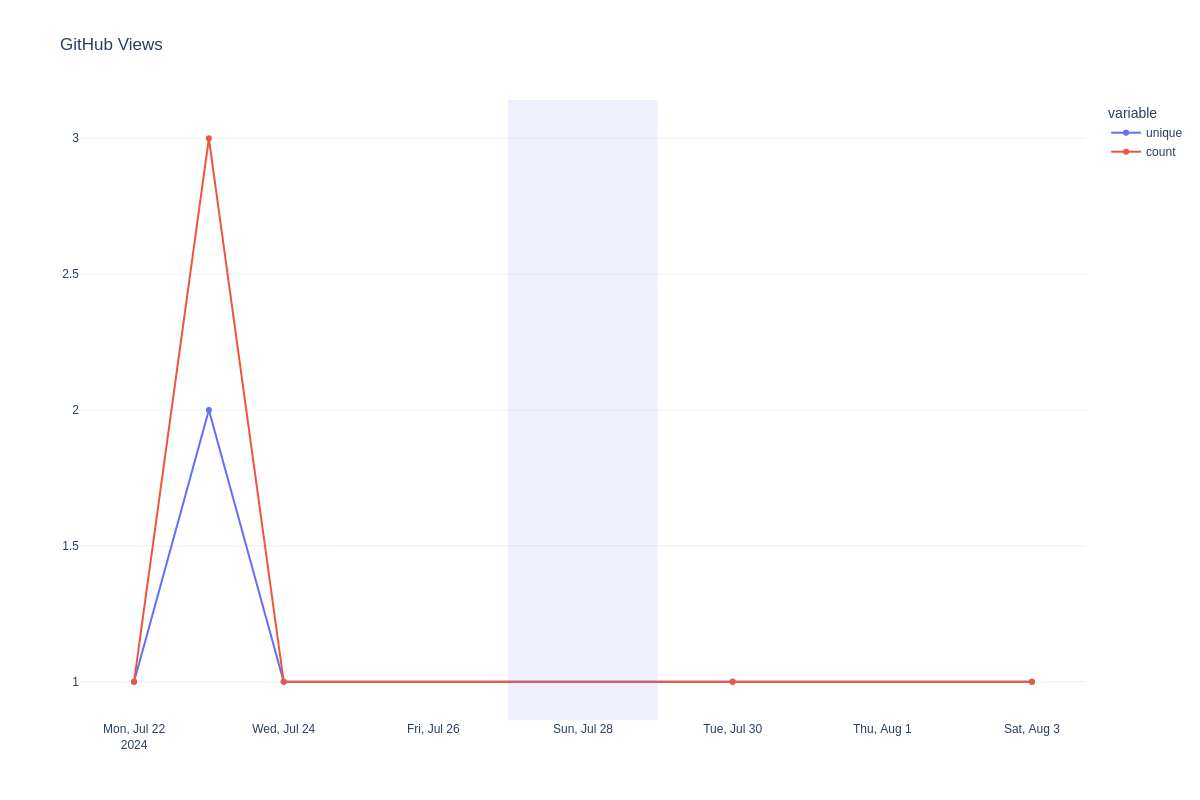 GitHub Views
variable
unique
count
3
2.5
2
1.5
1
Mon, Jul 22
2024
Wed, Jul 24
Fri, Jul 26
Sun, Jul 28
Tue, Jul 30
Thu, Aug 1
Sat, Aug 3